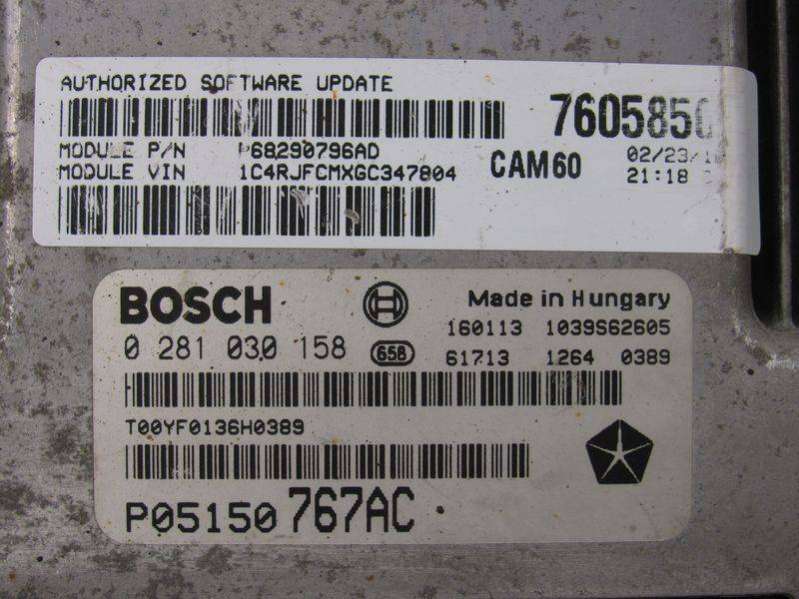 AUTHORIZED SOFTWARE UPDATE
MODULE P/N P68290796AD
MODULE VIN 1C4RJFCMXGC347804
CAM60
21:18
BOSCH
Made in Hungary
0 281 030 158
658
160113 1039S62605
61713 1264 0389
T00YF0136H0389
P05150767AC